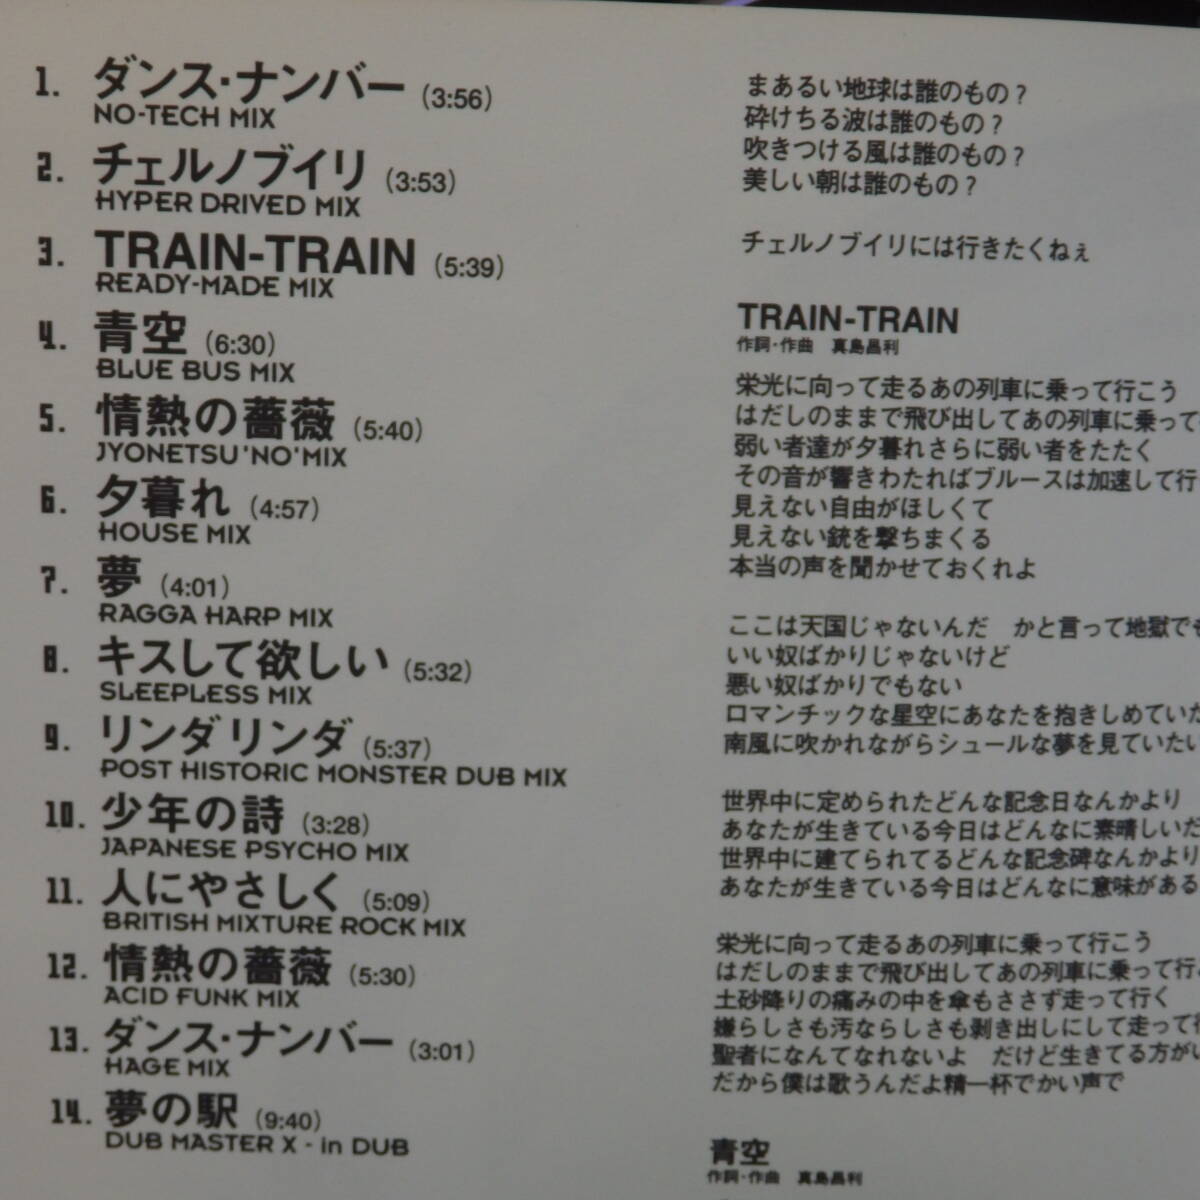 1. ダンス・ナンバー (3:56)
NO-TECH MIX
2. チェルノブイリ (3:53)
HYPER DRIVED MIX
3. TRAIN-TRAIN (5:39)
READY-MADE MIX
4. 青空 (6:30)
BLUE BUS MIX
5. 情熱の薔薇 (5:40)
JYONETSU 'NO' MIX
6. 夕暮れ (4:57)
HOUSE MIX
7. 夢 (4:01)
RAGGA HARP MIX
8. キスして欲しい (5:32)
SLEEPLESS MIX
9. リンダ リンダ (5:37)
POST HISTORIC MONSTER DUB MIX
10. 少年の詩 (3:28)
JAPANESE PSYCHO MIX
11. 人にやさしく (5:09)
BRITISH MIXTURE ROCK MIX
12. 情熱の薔薇 (5:30)
ACID FUNK MIX
13. ダンス・ナンバー (3:01)
HAGE MIX
14. 夢の駅 (9:40)
DUB MASTER X - in DUB
まあるい地球は誰のもの?
砕けちる波は誰のもの?
吹きつける風は誰のもの?
美しい朝は誰のもの?
チェルノブイリには行きたくねぇ
TRAIN-TRAIN
作詞・作曲 真島昌利
栄光に向って走るあの列車に乗って行こう
はだしのままで飛び出してあの列車に乗って
弱い者達が夕暮れさらに弱い者をたたく
その音が響きわたればブルースは加速して行
見えない自由がほしくて
見えない銃を撃ちまくる
本当の声を聞かせておくれよ
ここは天国じゃないんだ かと言って地獄でも
いい奴ばかりじゃないけど
悪い奴ばかりでもない
ロマンチックな星空にあなたを抱きしめていた
南風に吹かれながらシュールな夢を見ていたい
世界中に定められたどんな記念日なんかより
あなたが生きている今日はどんなに素晴しいだ
世界中に建てられてるどんな記念碑なんかより
あなたが生きている今日はどんなに意味がある
栄光に向って走るあの列車に乗って行こう
はだしのままで飛び出してあの列車に乗って行
土砂降りの痛みの中を傘もささず走って行く
嫌らしさも汚ならしさも剥き出しにして走って行
聖者になんてなれないよ だけど生きてる方がい
だから僕は歌うんだよ精一杯でかい声で
青空
作詞・作曲 真島昌利